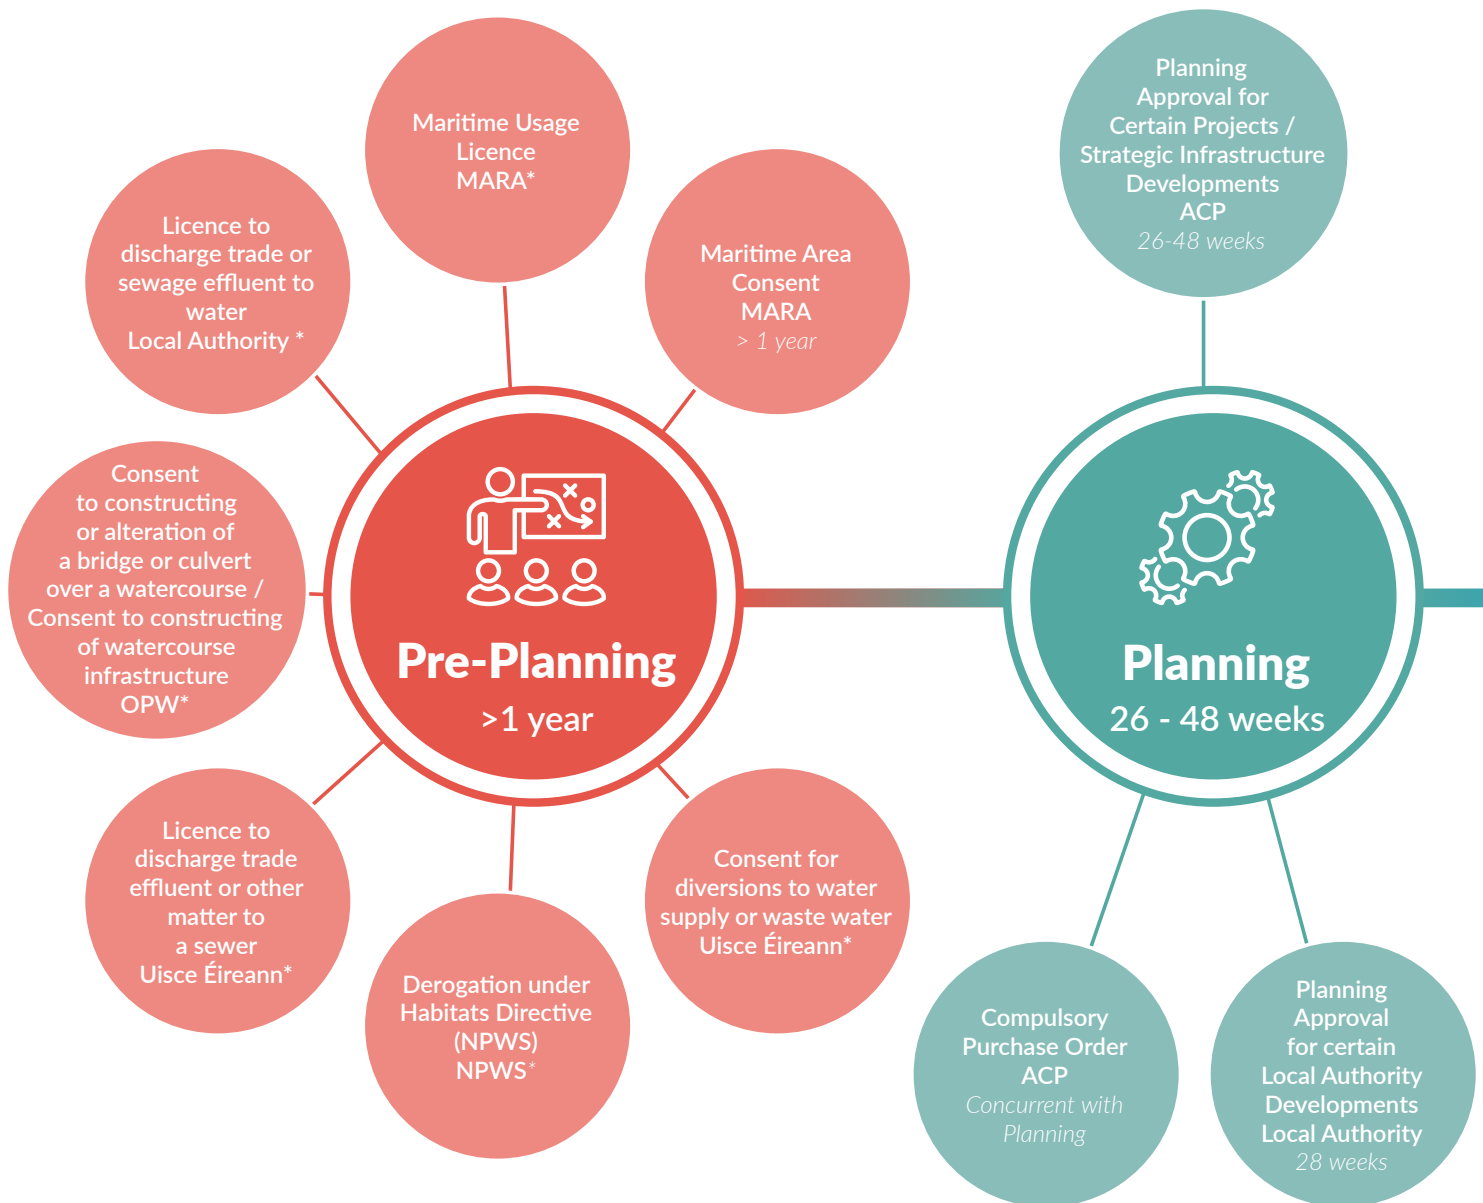 Maritime Usage
Licence
MARA*
Licence to
discharge trade or
sewage effluent to
water
Local Authority *
Maritime Area
Consent
MARA
> 1 year
Consent
to constructing
or alteration of
a bridge or culvert
over a watercourse /
Consent to constructing
of watercourse
infrastructure
OPW*
Pre-Planning
>1 year
Licence to
discharge trade
effluent or other
matter to
a sewer
Uisce Éireann*
Derogation under
Habitats Directive
(NPWS)
NPWS*
Consent for
diversions to water
supply or waste water
Uisce Éireann*
Planning
Approval for
Certain Projects /
Strategic Infrastructure
Developments
ACP
26-48 weeks
Planning
26 - 48 weeks
Compulsory
Purchase Order
ACP
Concurrent with
Planning
Planning
Approval
for certain
Local Authority
Developments
Local Authority
28 weeks